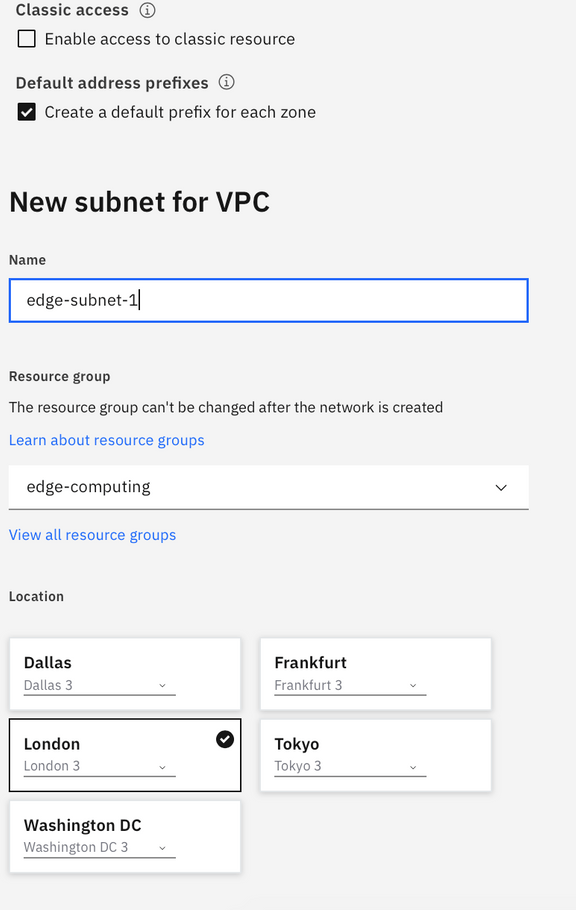 Classic access
Enable access to classic resource
Default address prefixes
Create a default prefix for each zone
New subnet for VPC
Name
edge-subnet-1
Resource group
The resource group can't be changed after the network is created
Learn about resource groups
edge-computing
View all resource groups
Location
Dallas
Dallas 3
Frankfurt
Frankfurt 3
London
London 3
Tokyo
Tokyo 3
Washington DC
Washington DC 3